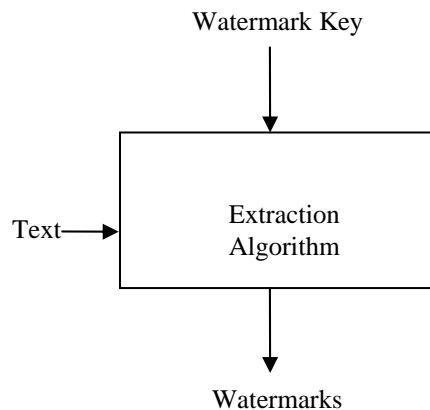 Watermark Key
Text
Extraction
Algorithm
Watermarks